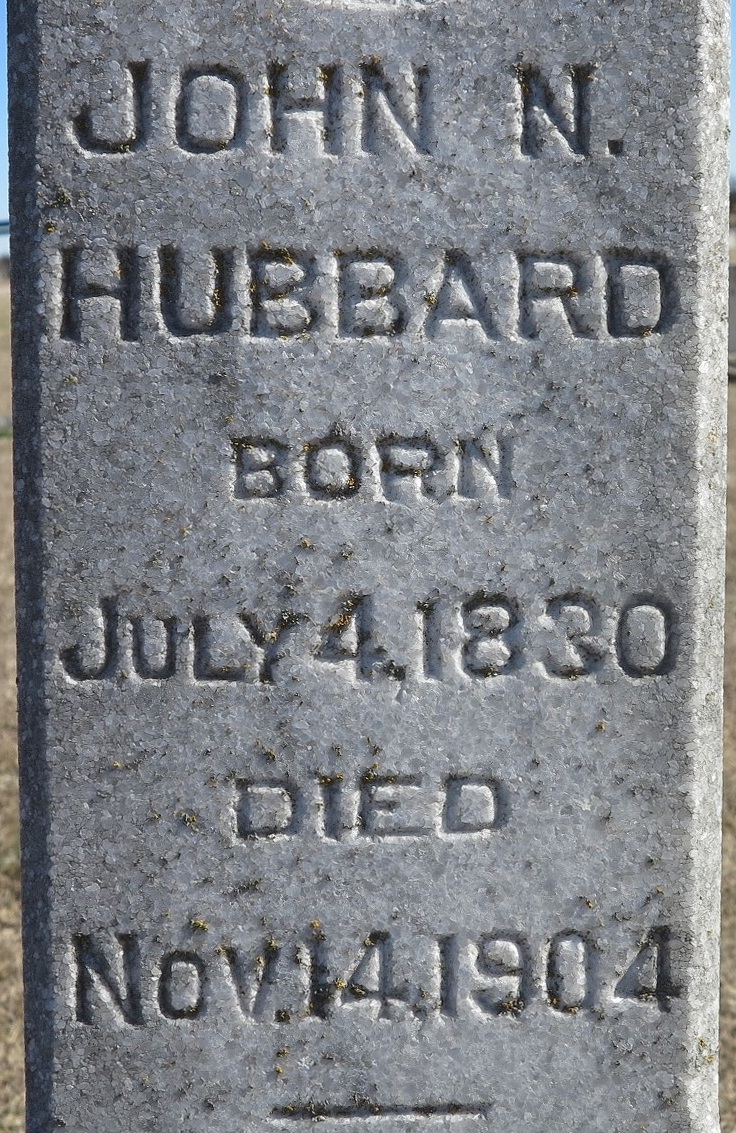 JOHN N.
HUBBARD
BORN
JULY 4, 1830
DIED
NOV. 14, 1904